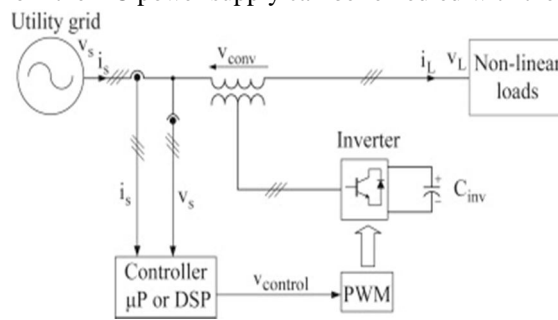 Utility grid
v_s
i_s
v_conv
i_L v_L
Non-linear
loads
Inverter
+
−
C_inv
i_s
v_s
Controller
μP or DSP
v_control
PWM